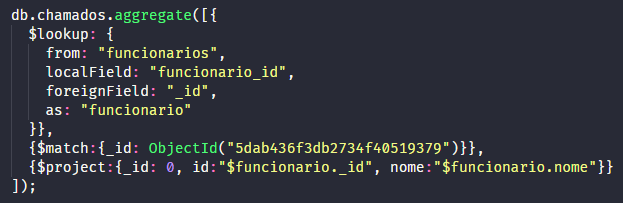 db.chamados.aggregate([{
  $lookup: {
    from: "funcionarios",
    localField: "funcionario_id",
    foreignField: "_id",
    as: "funcionario"
  }},
  {$match:{_id: ObjectId("5dab436f3db2734f40519379")}},
  {$project:{_id: 0, id:"$funcionario._id", nome:"$funcionario.nome"}}
]);